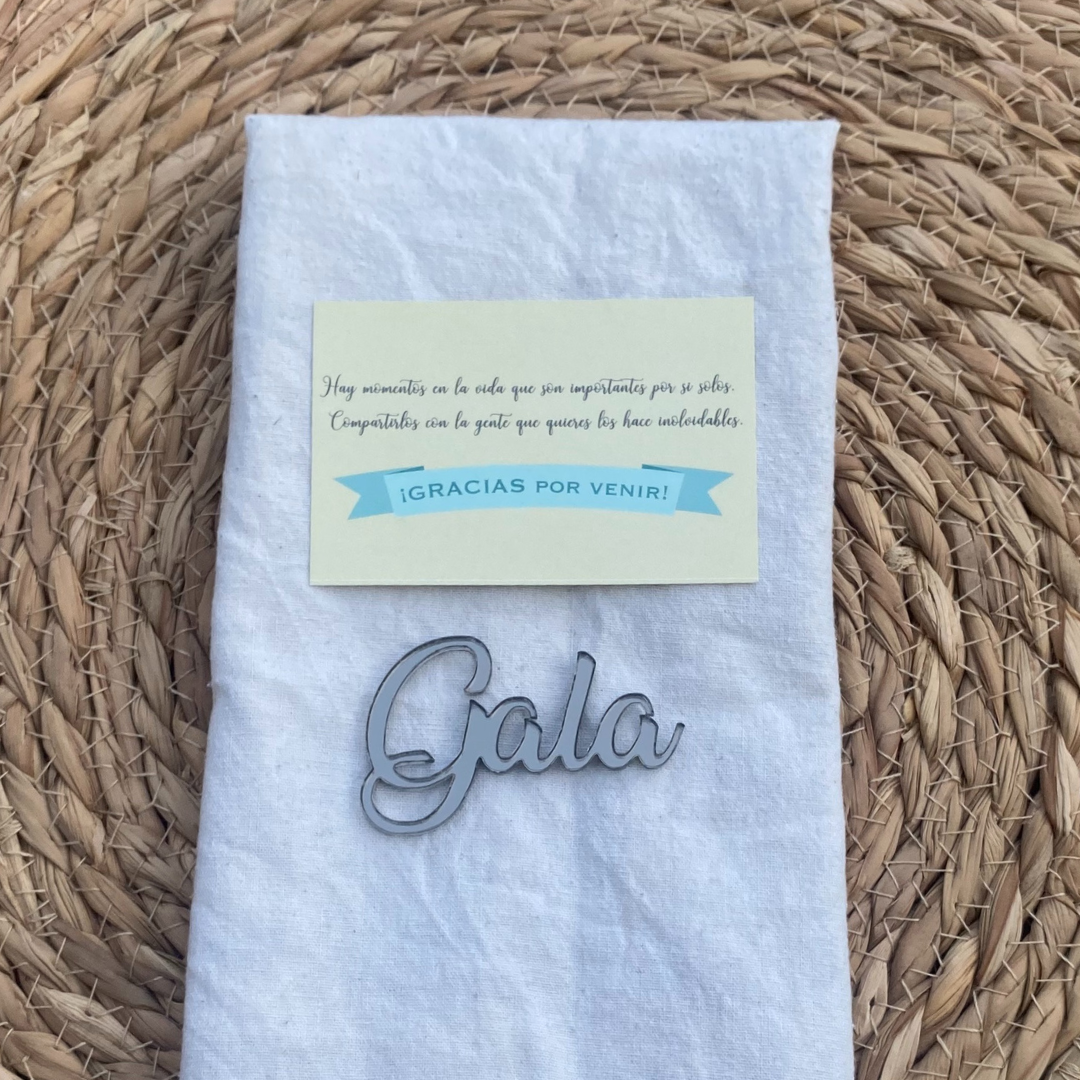 Hay momentos en la vida que son importantes por si solos.
Compartirlos con la gente que quieres los hace inolvidables.
¡GRACIAS POR VENIR!
Gala